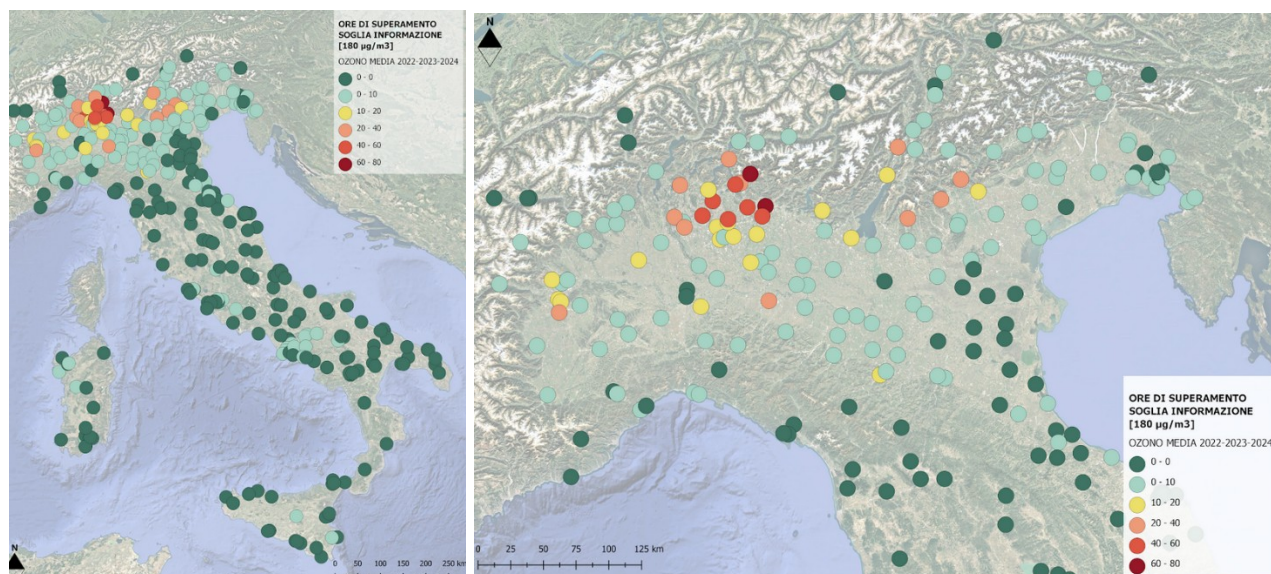 ORE DI SUPERAMENTO
SOGLIA INFORMAZIONE
[180 µg/m3]
OZONO MEDIA 2022-2023-2024
0 - 0
0 - 10
10 - 20
20 - 40
40 - 60
60 - 80
N
0 50 100 150 200 250 km
N
ORE DI SUPERAMENTO
SOGLIA INFORMAZIONE
[180 µg/m3]
OZONO MEDIA 2022-2023-2024
0 - 0
0 - 10
10 - 20
20 - 40
40 - 60
60 - 80
0 25 50 75 100 125 km